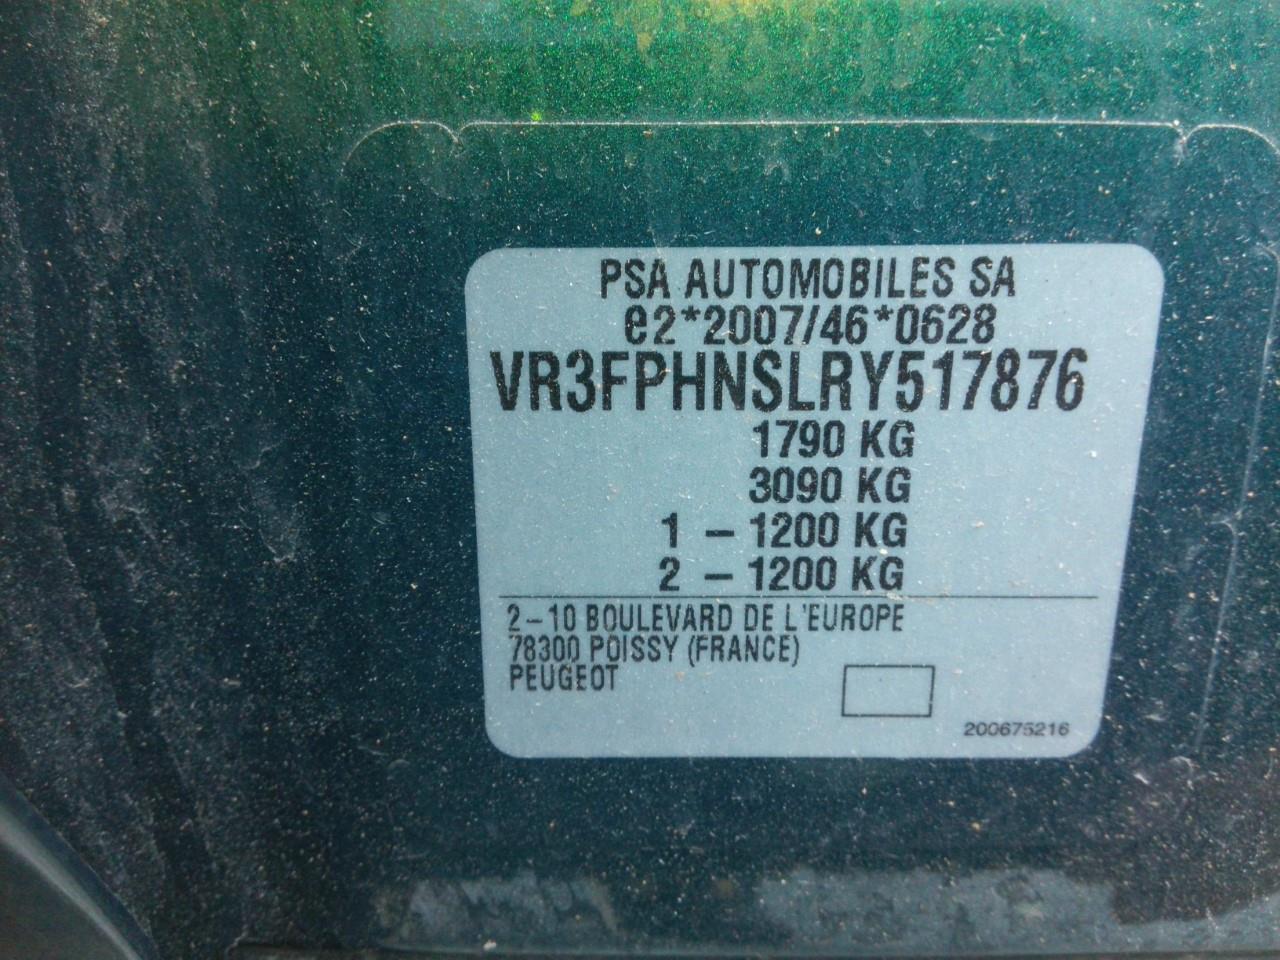 PSA AUTOMOBILES SA
e2*2007/46*0628
VR3FPHNSLRY517876
1790 KG
3090 KG
1 – 1200 KG
2 – 1200 KG
2–10 BOULEVARD DE L'EUROPE
78300 POISSY (FRANCE)
PEUGEOT
200675216